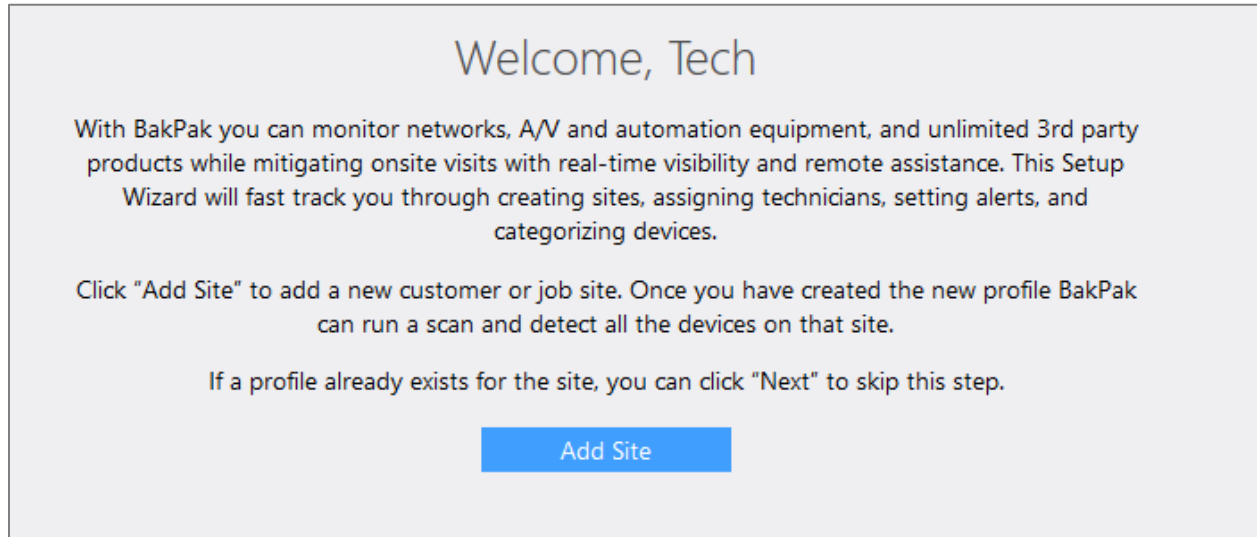 Welcome, Tech
With BakPak you can monitor networks, A/V and automation equipment, and unlimited 3rd party
products while mitigating onsite visits with real-time visibility and remote assistance. This Setup
Wizard will fast track you through creating sites, assigning technicians, setting alerts, and
categorizing devices.
Click “Add Site” to add a new customer or job site. Once you have created the new profile BakPak
can run a scan and detect all the devices on that site.
If a profile already exists for the site, you can click “Next” to skip this step.
Add Site